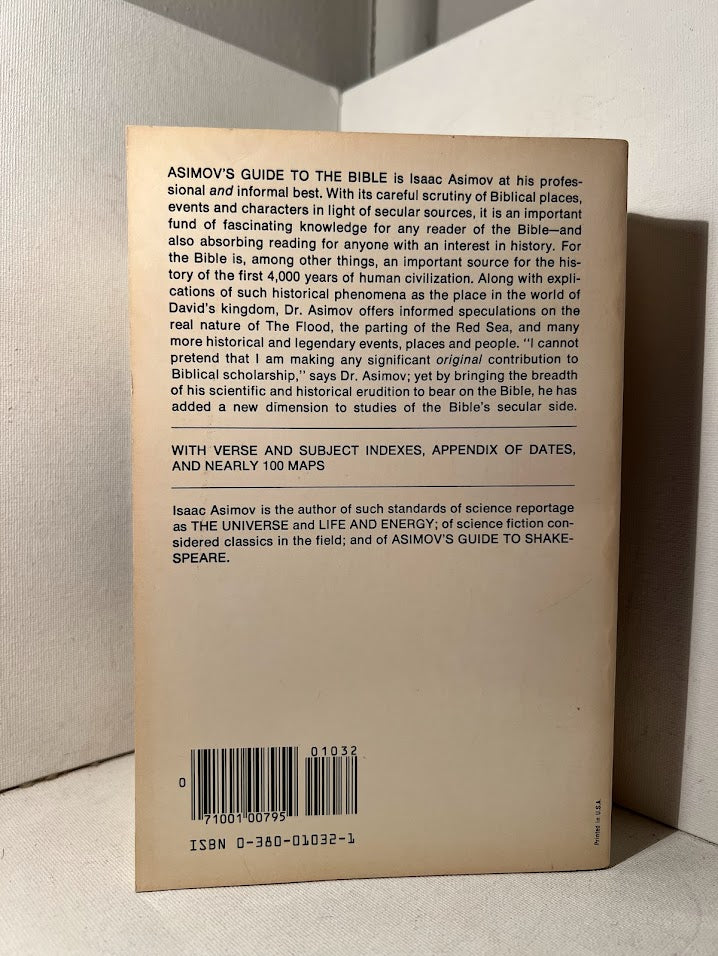 ASIMOV'S GUIDE TO THE BIBLE is Isaac Asimov at his profes-
sional and informal best. With its careful scrutiny of Biblical places,
events and characters in light of secular sources, it is an important
fund of fascinating knowledge for any reader of the Bible—and
also absorbing reading for anyone with an interest in history. For
the Bible is, among other things, an important source for the his-
tory of the first 4,000 years of human civilization. Along with expli-
cations of such historical phenomena as the place in the world of
David's kingdom, Dr. Asimov offers informed speculations on the
real nature of The Flood, the parting of the Red Sea, and many
more historical and legendary events, places and people. "I cannot
pretend that I am making any significant original contribution to
Biblical scholarship," says Dr. Asimov; yet by bringing the breadth
of his scientific and historical erudition to bear on the Bible, he has
added a new dimension to studies of the Bible's secular side.
WITH VERSE AND SUBJECT INDEXES, APPENDIX OF DATES,
AND NEARLY 100 MAPS
Isaac Asimov is the author of such standards of science reportage
as THE UNIVERSE and LIFE AND ENERGY; of science fiction con-
sidered classics in the field; and of ASIMOV'S GUIDE TO SHAKE-
SPEARE.
01032
0
71001 00795
ISBN 0-380-01032-1
Printed in U.S.A.